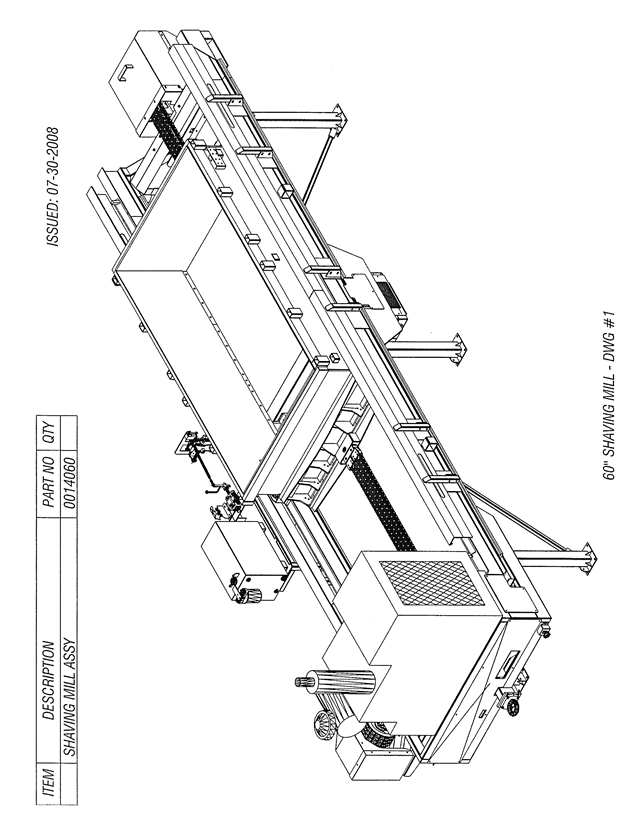 ITEM DESCRIPTION PART NO QTY
SHAVING MILL ASSY 0014060
ISSUED: 07-30-2008
60" SHAVING MILL - DWG #1